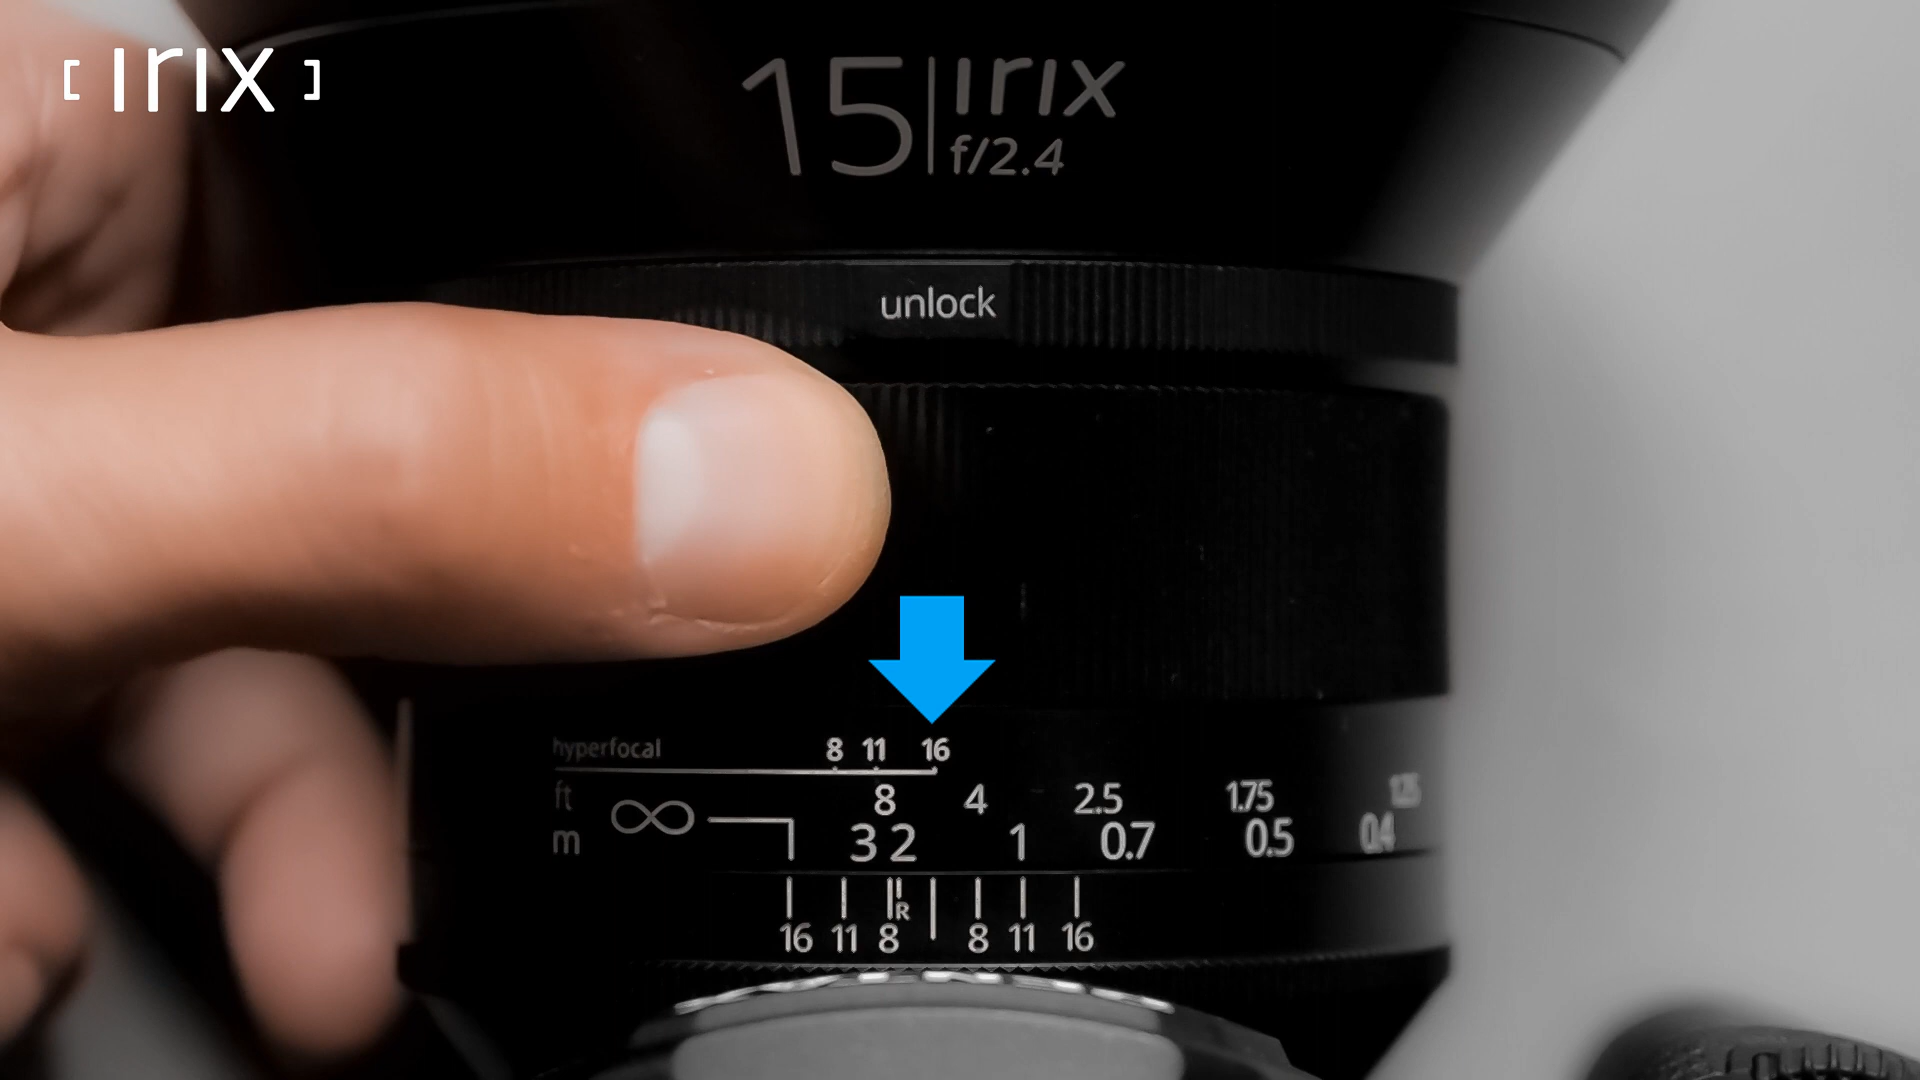 [ IRIX ]
15 IRIX
f/2.4
unlock
hyperfocal 8 11 16
ft 8 4 2.5 1.75 1.25
m ∞ 3 2 1 0.7 0.5 0.4
R
16 11 8 8 11 16